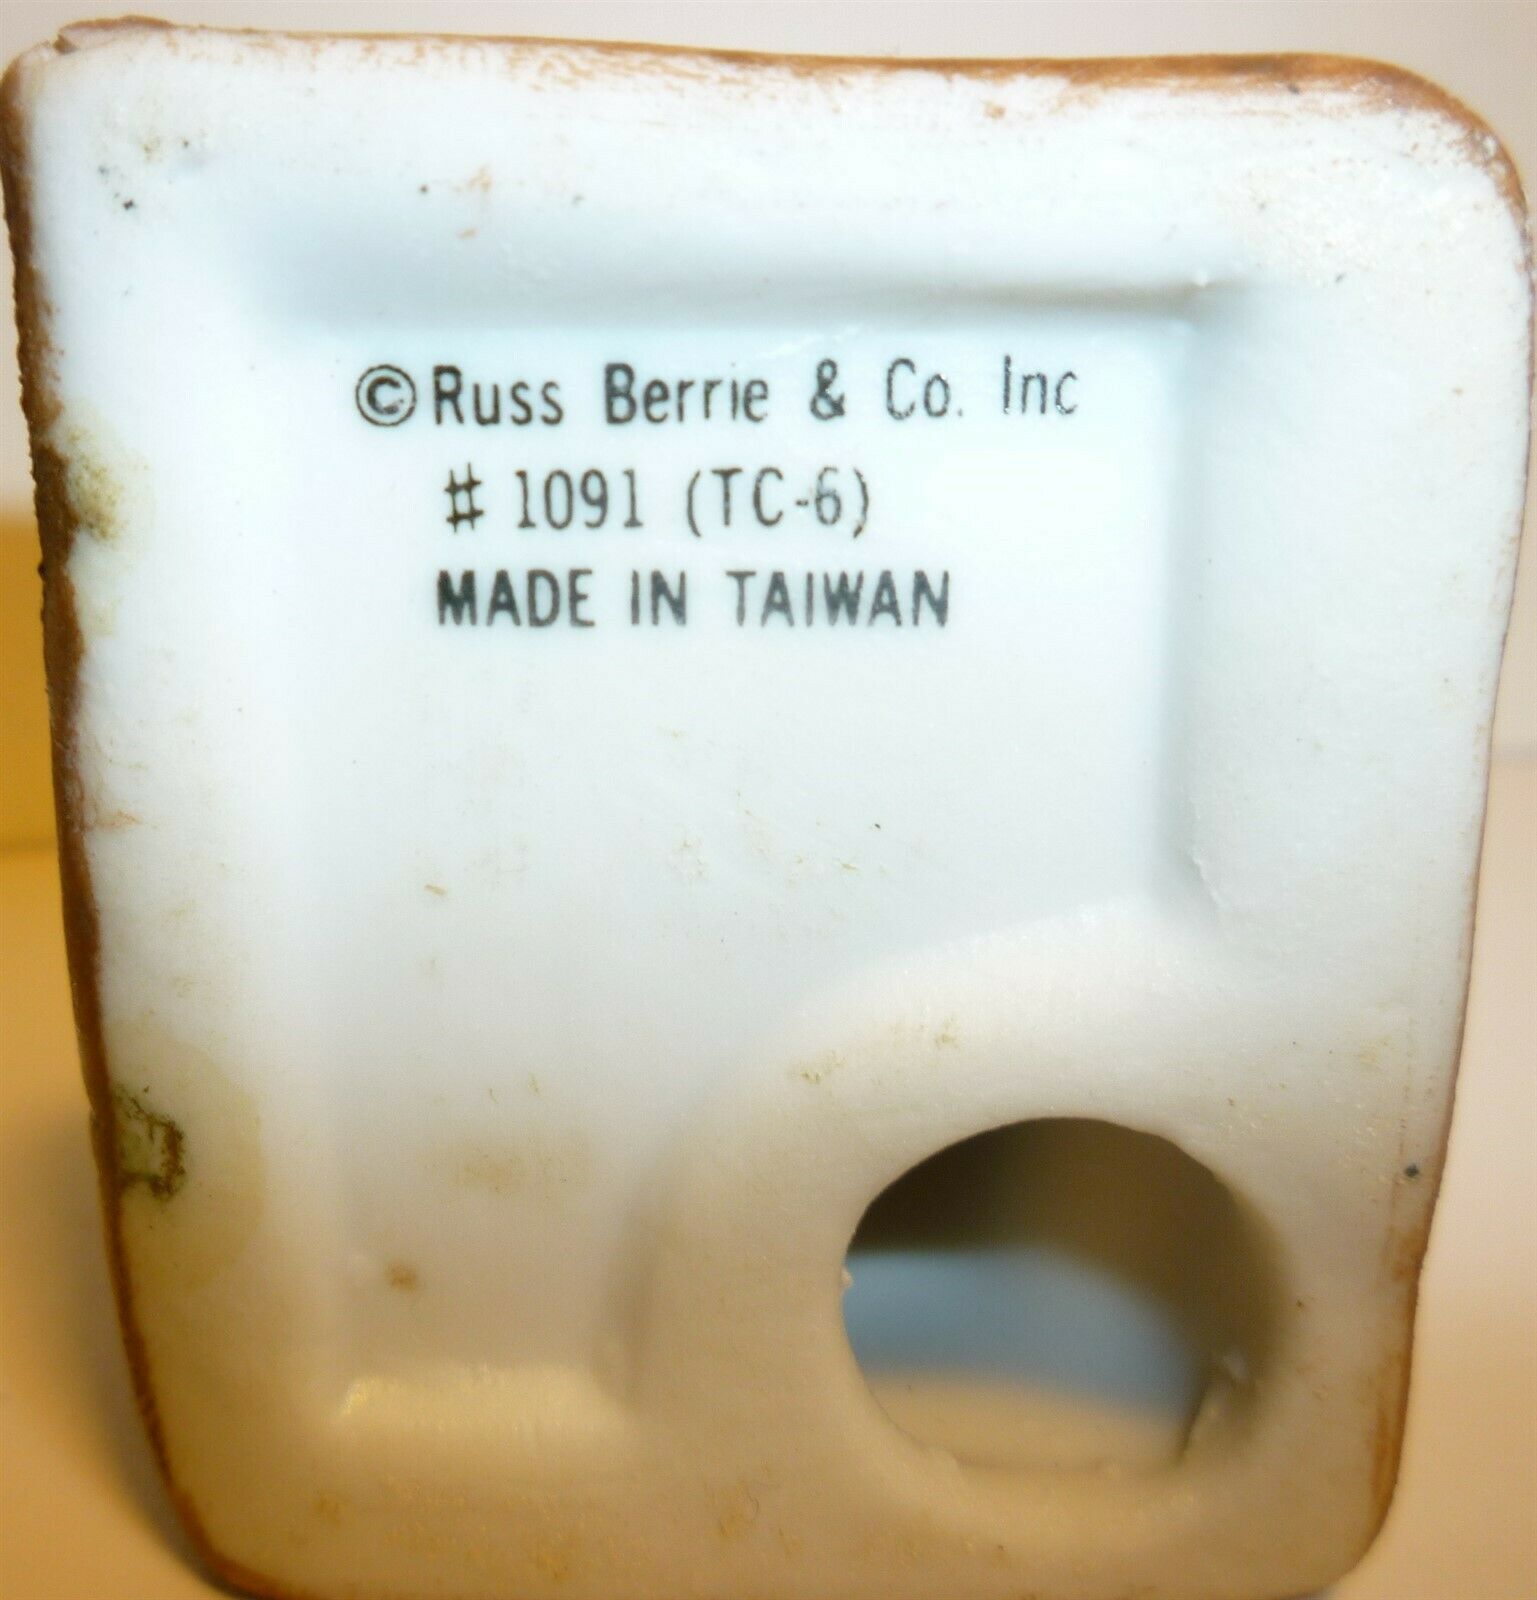 ©Russ Berrie & Co. Inc
# 1091 (TC-6)
MADE IN TAIWAN